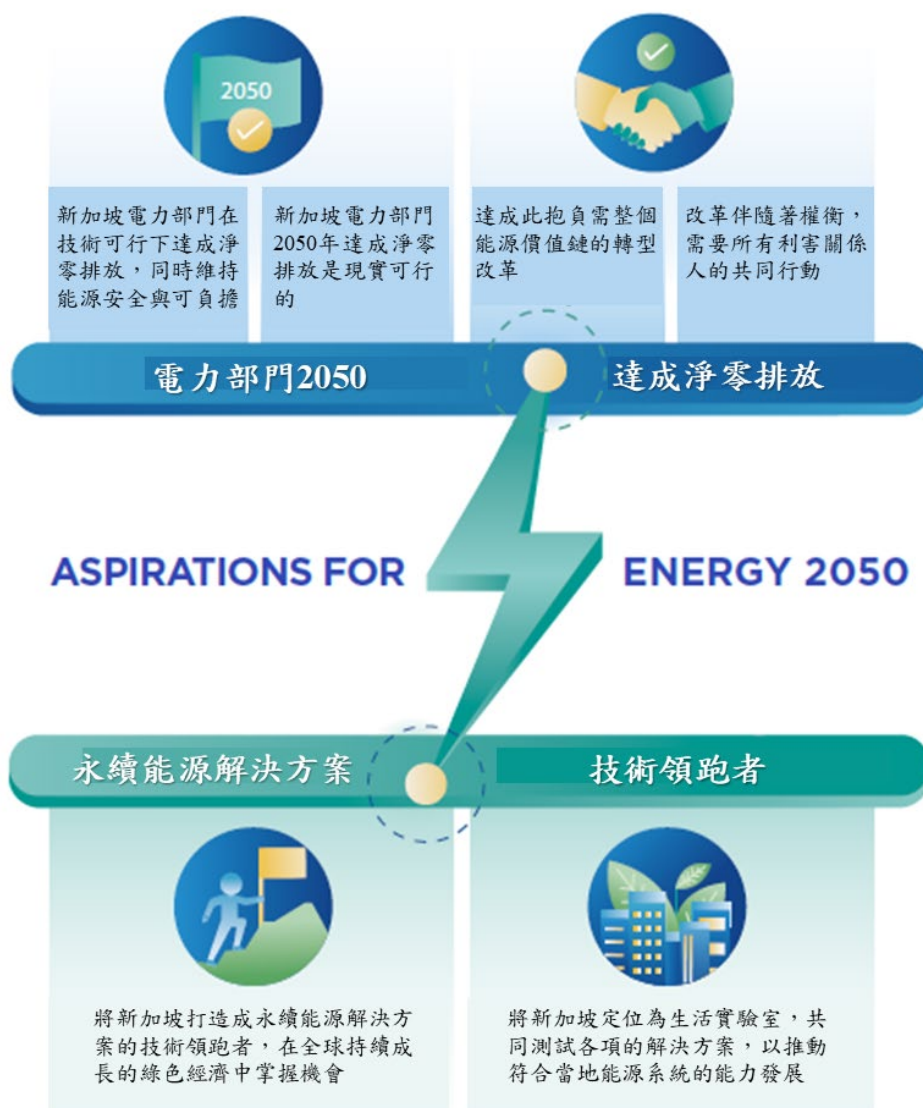 2050
新加坡電力部門在
技術可行下達成淨
零排放，同時維持
能源安全與可負擔
新加坡電力部門
2050年達成淨零
排放是現實可行
的
達成此抱負需整個
能源價值鏈的轉型
改革
改革伴隨著權衡，
需要所有利害關係
人的共同行動
電力部門2050
達成淨零排放
ASPIRATIONS FOR ENERGY 2050
永續能源解決方案
技術領跑者
將新加坡打造成永續能源解決方
案的技術領跑者，在全球持續成
長的綠色經濟中掌握機會
將新加坡定位為生活實驗室，共
同測試各項的解決方案，以推動
符合當地能源系統的能力發展